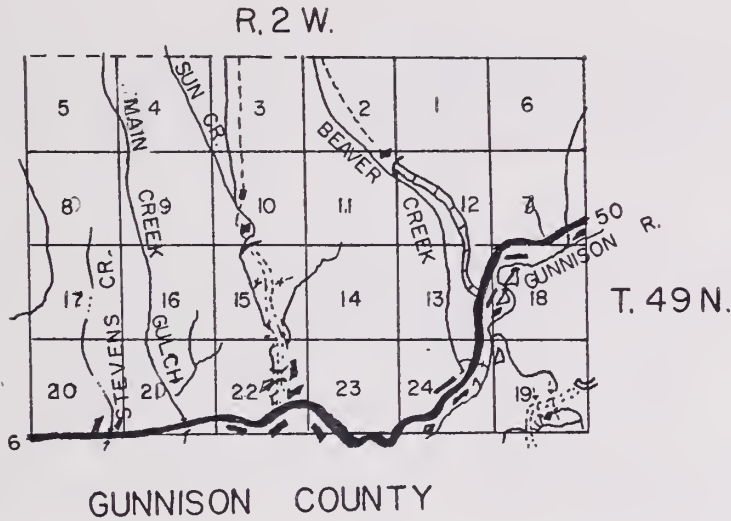 R. 2 W.
5 4 3 2 1 6
MAIN CREEK GULCH
SUN CR.
BEAVER CREEK
8 9 10 11 12 7
50
GUNNISON R.
T. 49 N.
17 16 15 14 13 18
STEVENS CR.
20 21 22 23 24 19
6
GUNNISON COUNTY